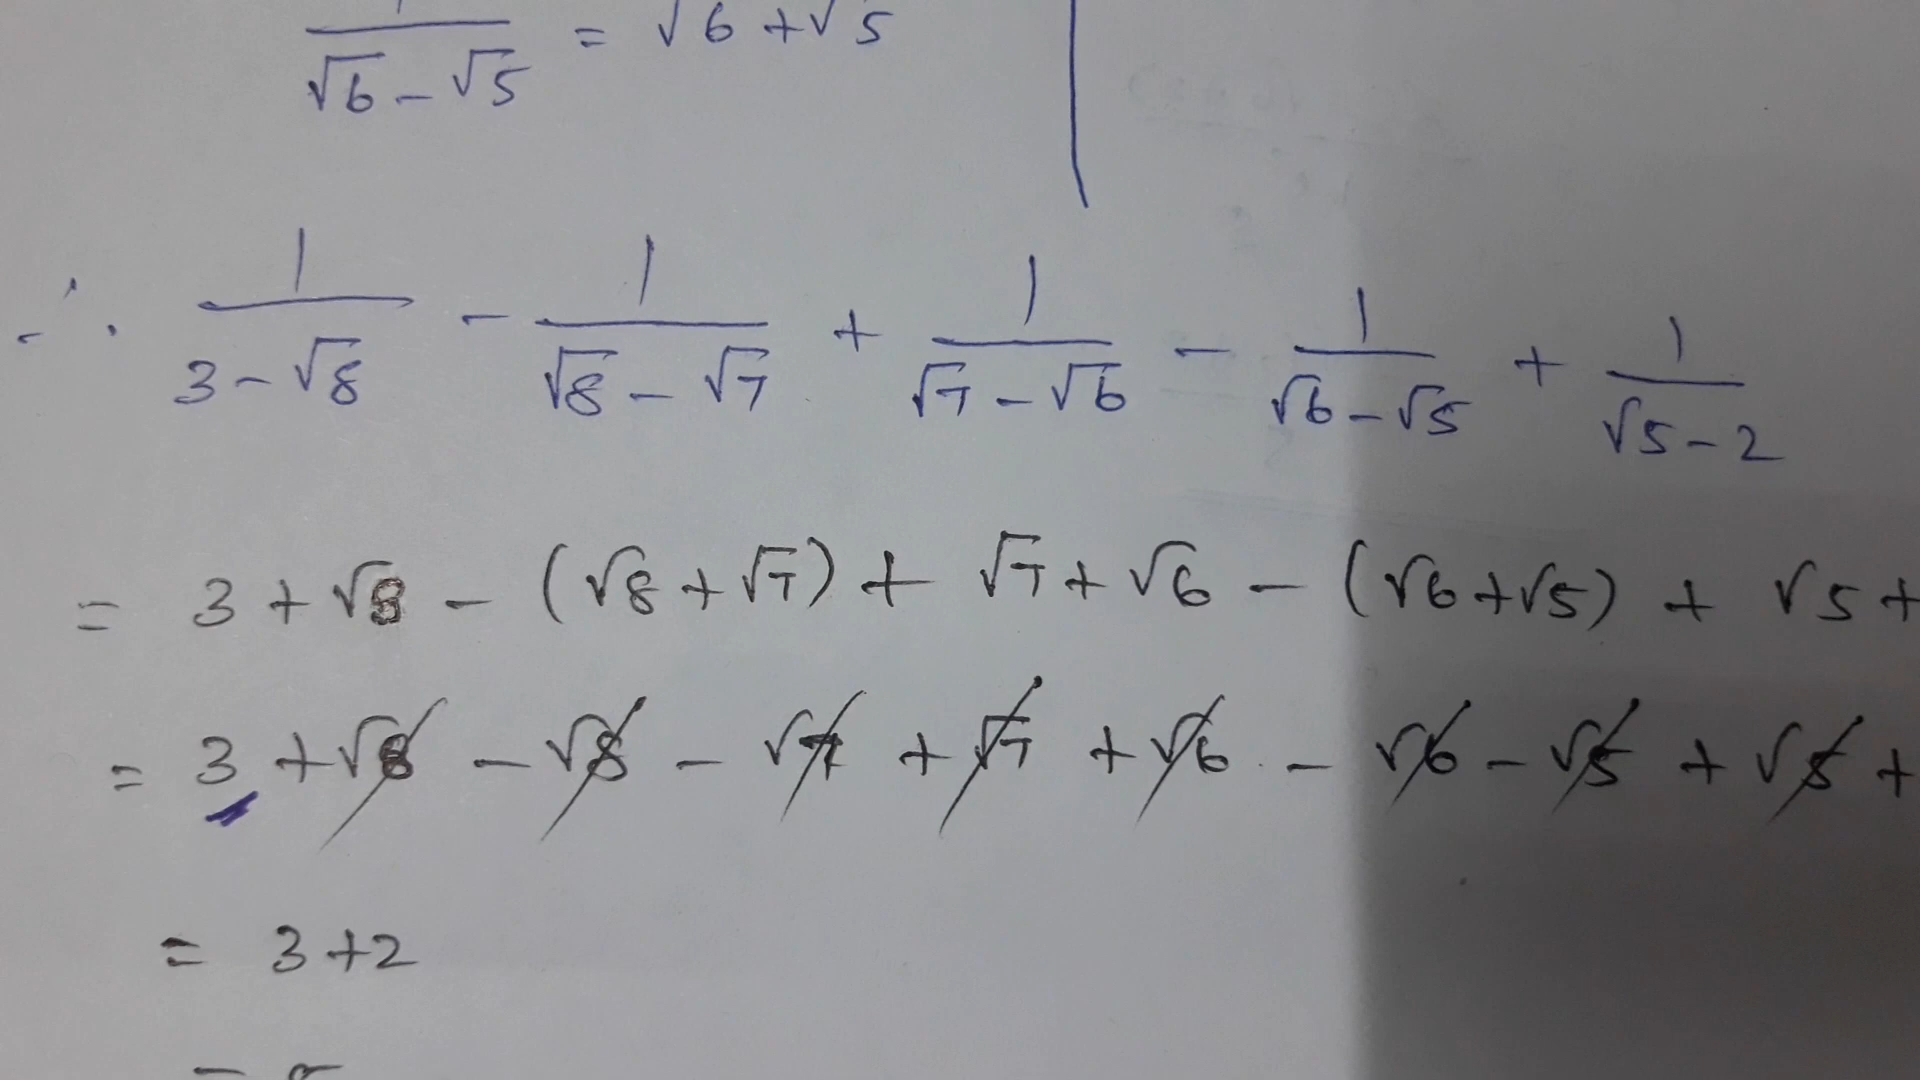 1/(√6-√5) = √6+√5
∴ 1/(3-√8) - 1/(√8-√7) + 1/(√7-√6) - 1/(√6-√5) + 1/(√5-2)
= 3+√8 - (√8+√7) + √7+√6 - (√6+√5) + √5+
= 3+√8 - √8 - √7 + √7 + √6 - √6 - √5 + √5 +
= 3+2